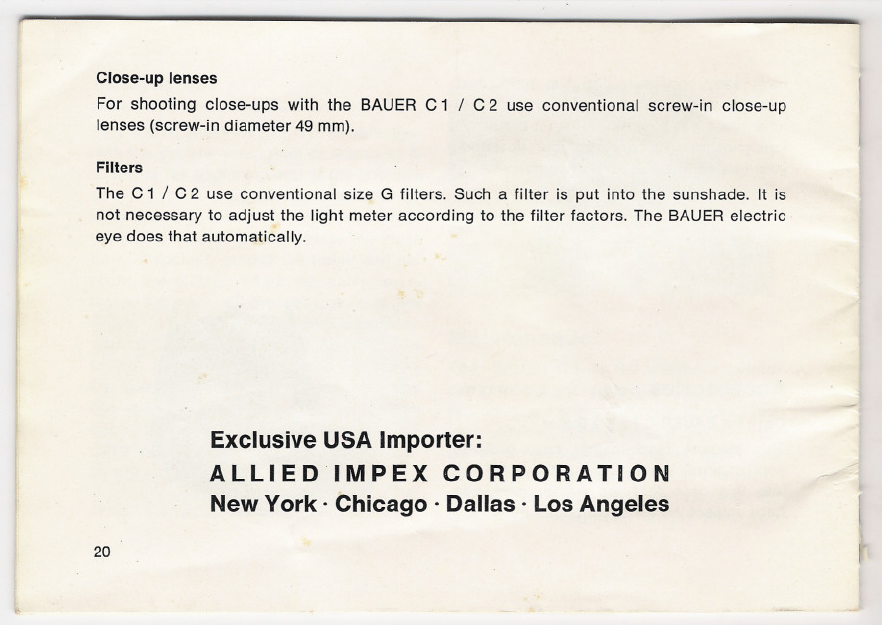 Close-up lenses
For shooting close-ups with the BAUER C 1 / C 2 use conventional screw-in close-up
lenses (screw-in diameter 49 mm).
Filters
The C 1 / C 2 use conventional size G filters. Such a filter is put into the sunshade. It is
not necessary to adjust the light meter according to the filter factors. The BAUER electric
eye does that automatically.
Exclusive USA Importer:
ALLIED IMPEX CORPORATION
New York · Chicago · Dallas · Los Angeles
20